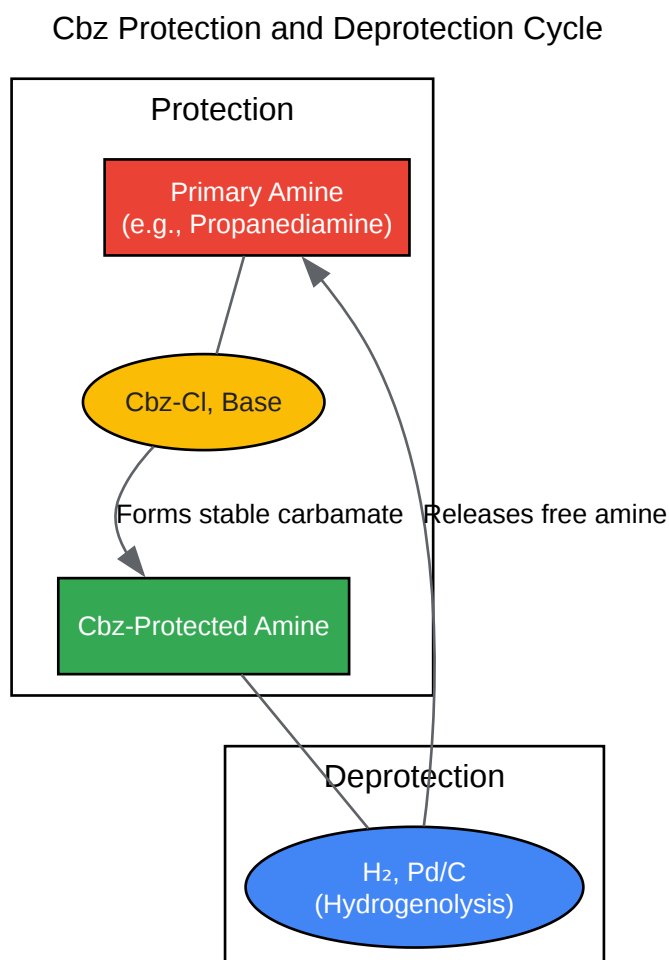 Cbz Protection and Deprotection Cycle
Protection
Primary Amine
(e.g., Propanediamine)
Cbz-Cl, Base
Forms stable carbamate
Releases free amine
Cbz-Protected Amine
Deprotection
H₂, Pd/C
(Hydrogenolysis)